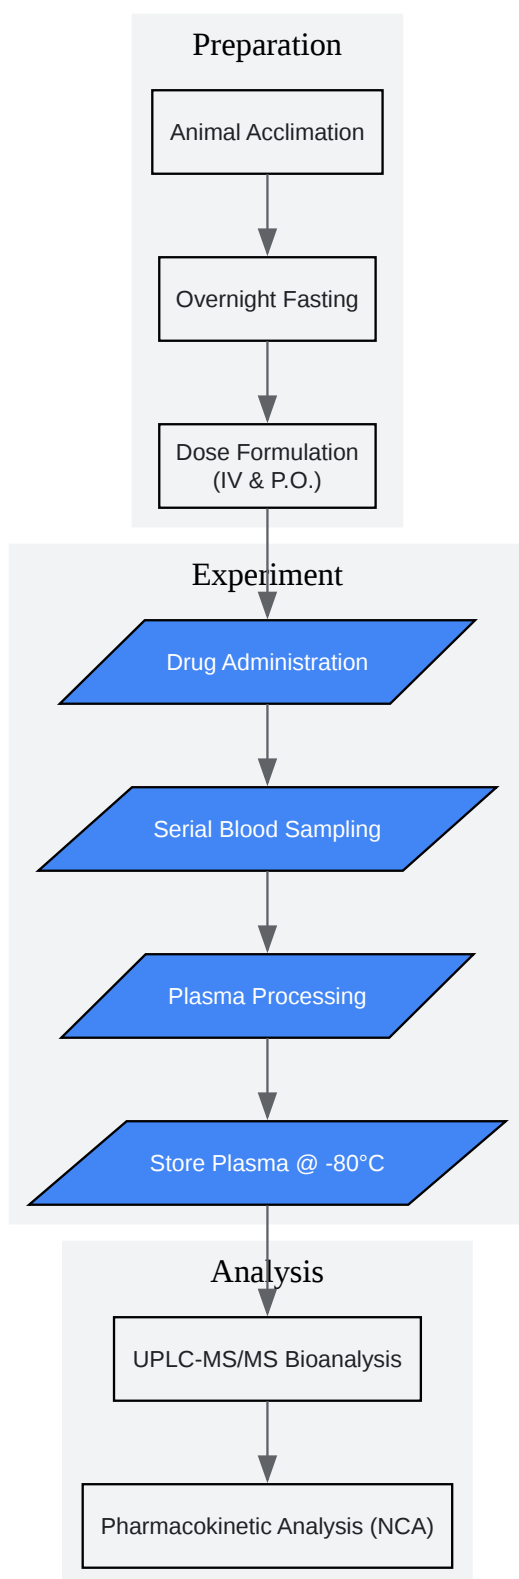 Preparation
Animal Acclimation
Overnight Fasting
Dose Formulation
(IV & P.O.)
Experiment
Drug Administration
Serial Blood Sampling
Plasma Processing
Store Plasma @ -80°C
Analysis
UPLC-MS/MS Bioanalysis
Pharmacokinetic Analysis (NCA)